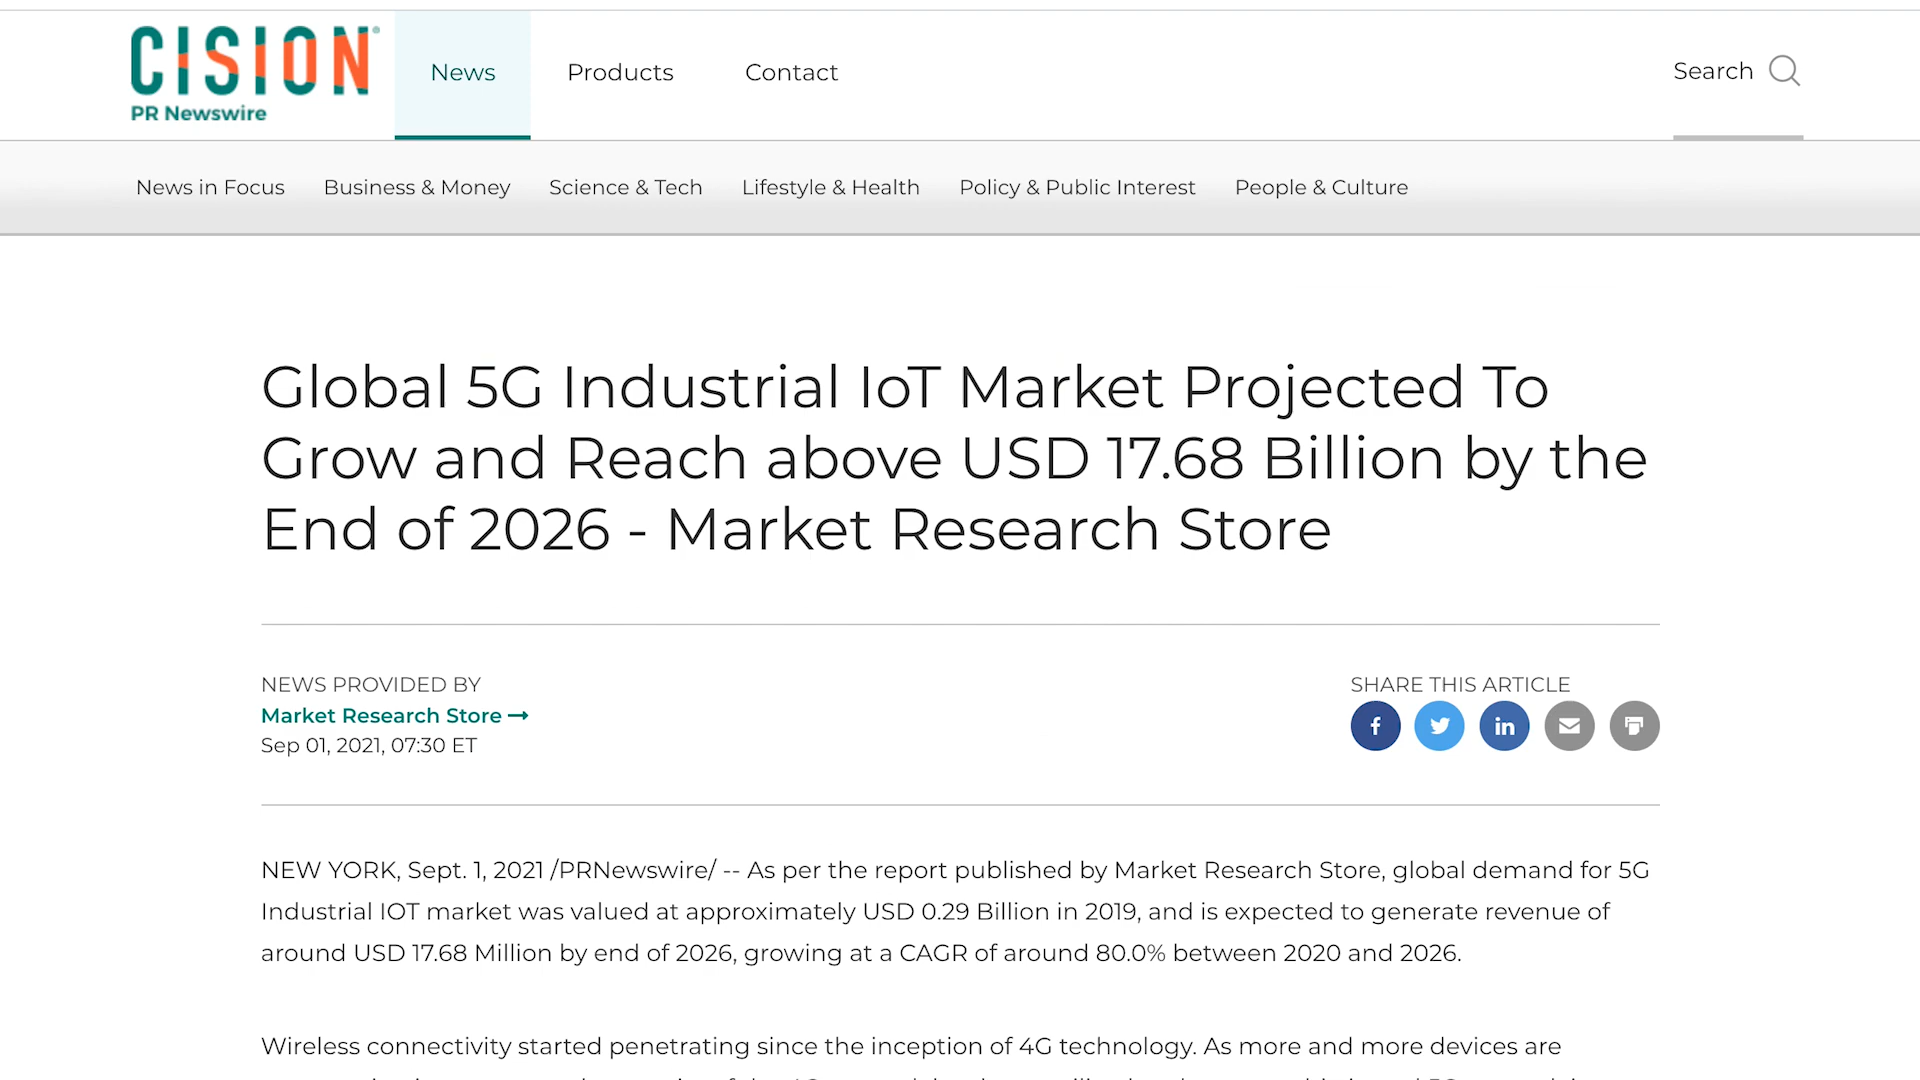 CISION
PR Newswire
News
Products
Contact
Search
News in Focus
Business & Money
Science & Tech
Lifestyle & Health
Policy & Public Interest
People & Culture
Global 5G Industrial IoT Market Projected To
Grow and Reach above USD 17.68 Billion by the
End of 2026 - Market Research Store
NEWS PROVIDED BY
Market Research Store
Sep 01, 2021, 07:30 ET
SHARE THIS ARTICLE
NEW YORK, Sept. 1, 2021 /PRNewswire/ -- As per the report published by Market Research Store, global demand for 5G
Industrial IOT market was valued at approximately USD 0.29 Billion in 2019, and is expected to generate revenue of
around USD 17.68 Million by end of 2026, growing at a CAGR of around 80.0% between 2020 and 2026.
Wireless connectivity started penetrating since the inception of 4G technology. As more and more devices are